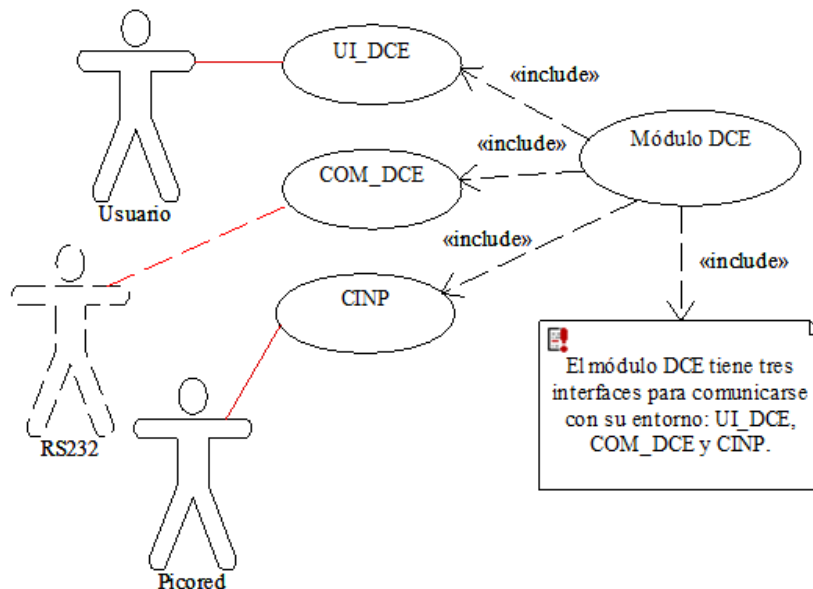 UI_DCE
«include»
Módulo DCE
«include»
COM_DCE
Usuario
«include»
«include»
CINP
El módulo DCE tiene tres
interfaces para comunicarse
con su entorno: UI_DCE,
COM_DCE y CINP.
RS232
Picored